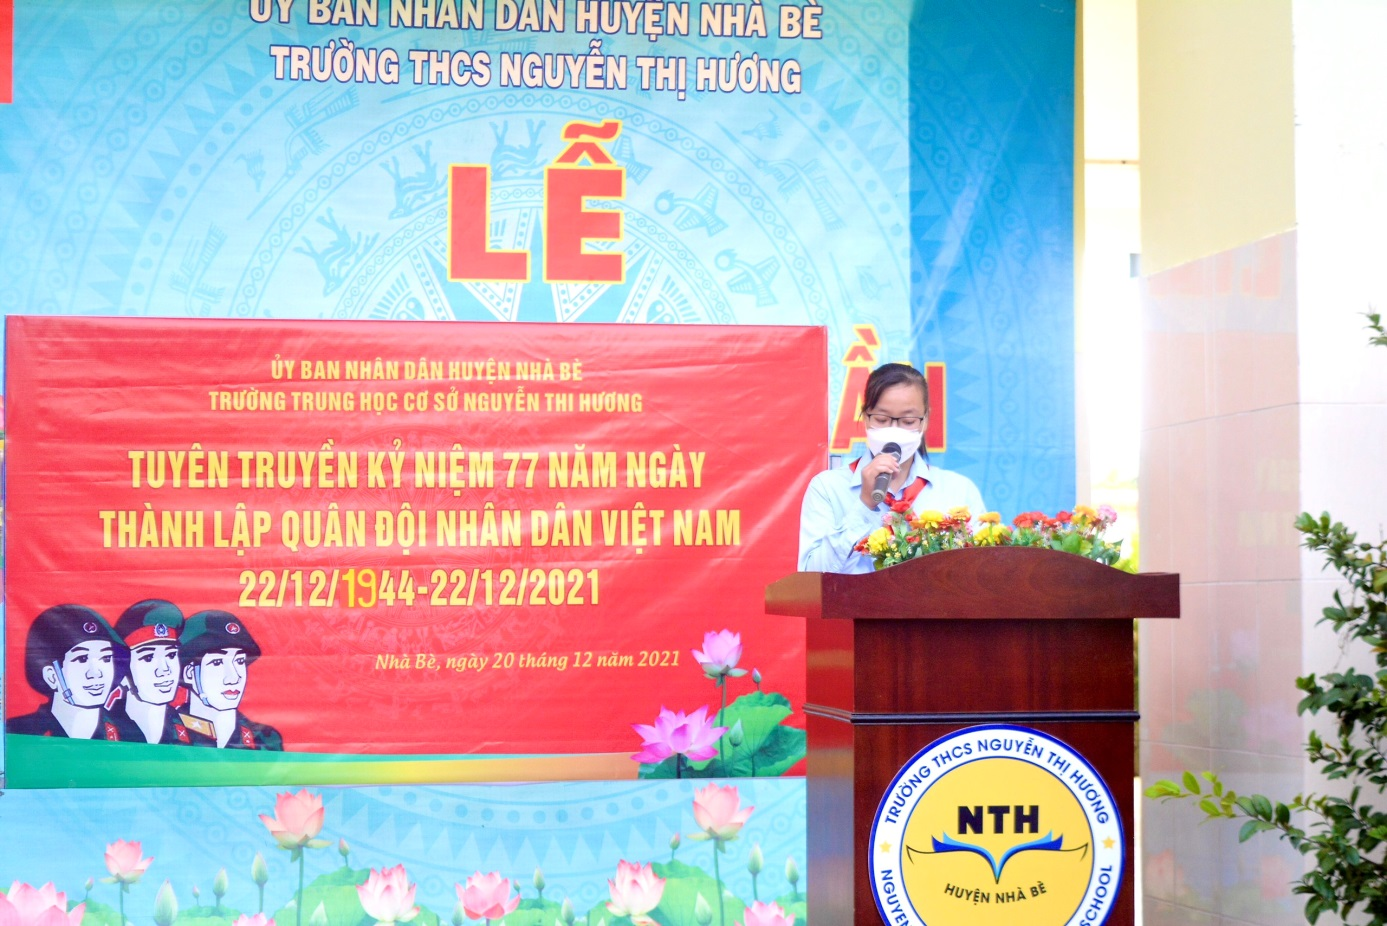 ỦY BAN NHÂN DÂN HUYỆN NHÀ BÈ
TRƯỜNG THCS NGUYỄN THỊ HƯƠNG
LỄ
ẦN
ỦY BAN NHÂN DÂN HUYỆN NHÀ BÈ
TRƯỜNG TRUNG HỌC CƠ SỞ NGUYỄN THI HƯƠNG
TUYÊN TRUYỀN KỶ NIỆM 77 NĂM NGÀY
THÀNH LẬP QUÂN ĐỘI NHÂN DÂN VIỆT NAM
22/12/1944-22/12/2021
Nhà Bè, ngày 20 tháng 12 năm 2021
TRƯỜNG THCS NGUYỄN THỊ HƯƠNG
NTH
HUYỆN NHÀ BÈ
NGUYEN
SCHOOL